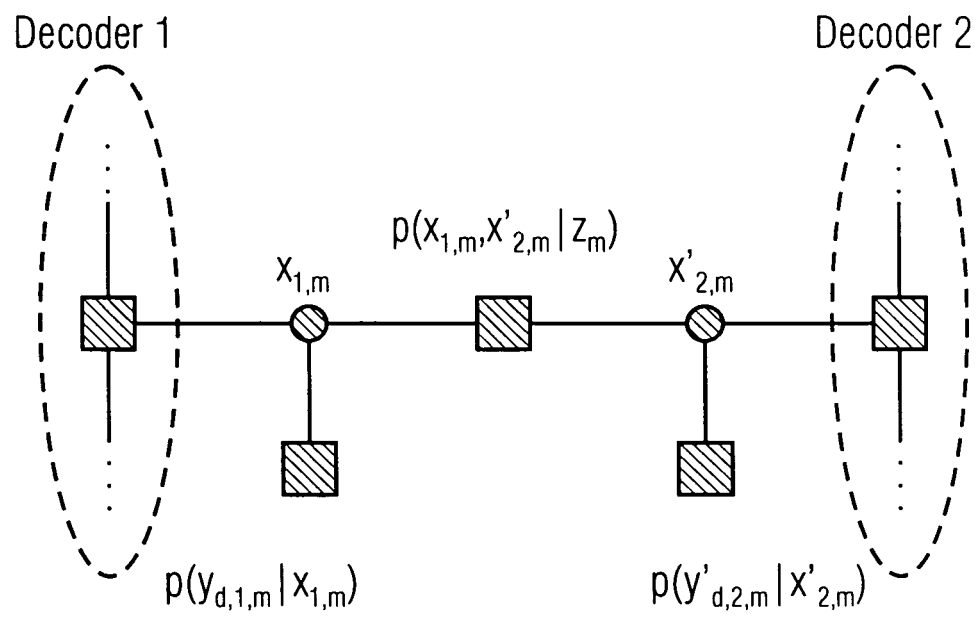 Decoder 1
Decoder 2
p(x1,m,x'2,m|zm)
x1,m
x'2,m
p(yd,1,m|x1,m)
p(y'd,2,m|x'2,m)